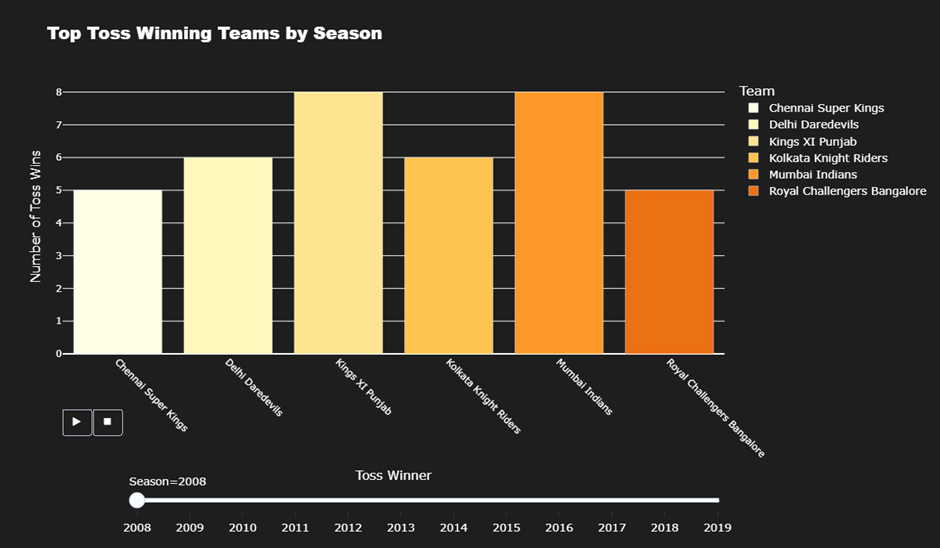 Top Toss Winning Teams by Season
Number of Toss Wins
8
7
6
5
4
3
2
1
0
Chennai Super Kings
Delhi Daredevils
Kings XI Punjab
Kolkata Knight Riders
Mumbai Indians
Royal Challengers Bangalore
Team
Chennai Super Kings
Delhi Daredevils
Kings XI Punjab
Kolkata Knight Riders
Mumbai Indians
Royal Challengers Bangalore
Toss Winner
Season=2008
2008 2009 2010 2011 2012 2013 2014 2015 2016 2017 2018 2019